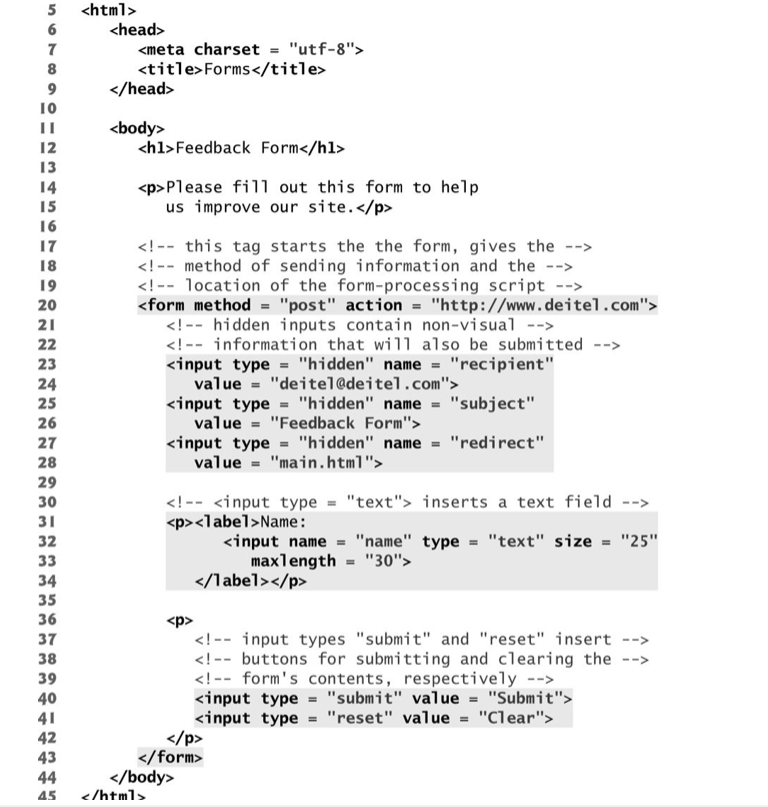 5 <html>
6 <head>
7 <meta charset = "utf-8">
8 <title>Forms</title>
9 </head>
10
11 <body>
12 <h1>Feedback Form</h1>
13
14 <p>Please fill out this form to help
15 us improve our site.</p>
16
17 <!-- this tag starts the the form, gives the -->
18 <!-- method of sending information and the -->
19 <!-- location of the form-processing script -->
20 <form method = "post" action = "http://www.deitel.com">
21 <!-- hidden inputs contain non-visual -->
22 <!-- information that will also be submitted -->
23 <input type = "hidden" name = "recipient"
24 value = "deitel@deitel.com">
25 <input type = "hidden" name = "subject"
26 value = "Feedback Form">
27 <input type = "hidden" name = "redirect"
28 value = "main.html">
29
30 <!-- <input type = "text"> inserts a text field -->
31 <p><label>Name:
32 <input name = "name" type = "text" size = "25"
33 maxlength = "30">
34 </label></p>
35
36 <p>
37 <!-- input types "submit" and "reset" insert -->
38 <!-- buttons for submitting and clearing the -->
39 <!-- form's contents, respectively -->
40 <input type = "submit" value = "Submit">
41 <input type = "reset" value = "Clear">
42 </p>
43 </form>
44 </body>
45 </html>